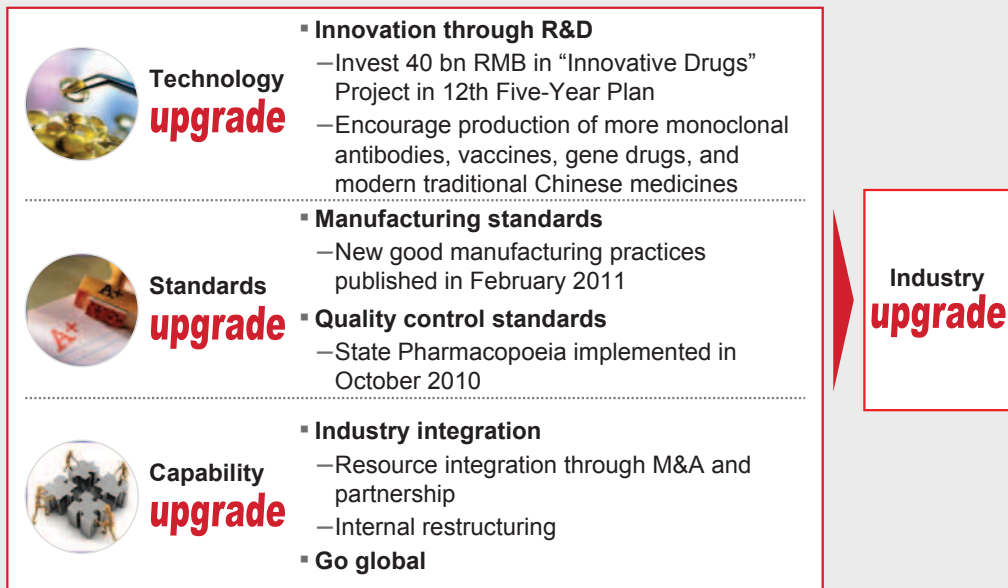 Technology
upgrade
▪ Innovation through R&D
–Invest 40 bn RMB in “Innovative Drugs”
Project in 12th Five-Year Plan
–Encourage production of more monoclonal
antibodies, vaccines, gene drugs, and
modern traditional Chinese medicines
Standards
upgrade
A+
A+
▪ Manufacturing standards
–New good manufacturing practices
published in February 2011
▪ Quality control standards
–State Pharmacopoeia implemented in
October 2010
Capability
upgrade
▪ Industry integration
–Resource integration through M&A and
partnership
–Internal restructuring
▪ Go global
Industry
upgrade